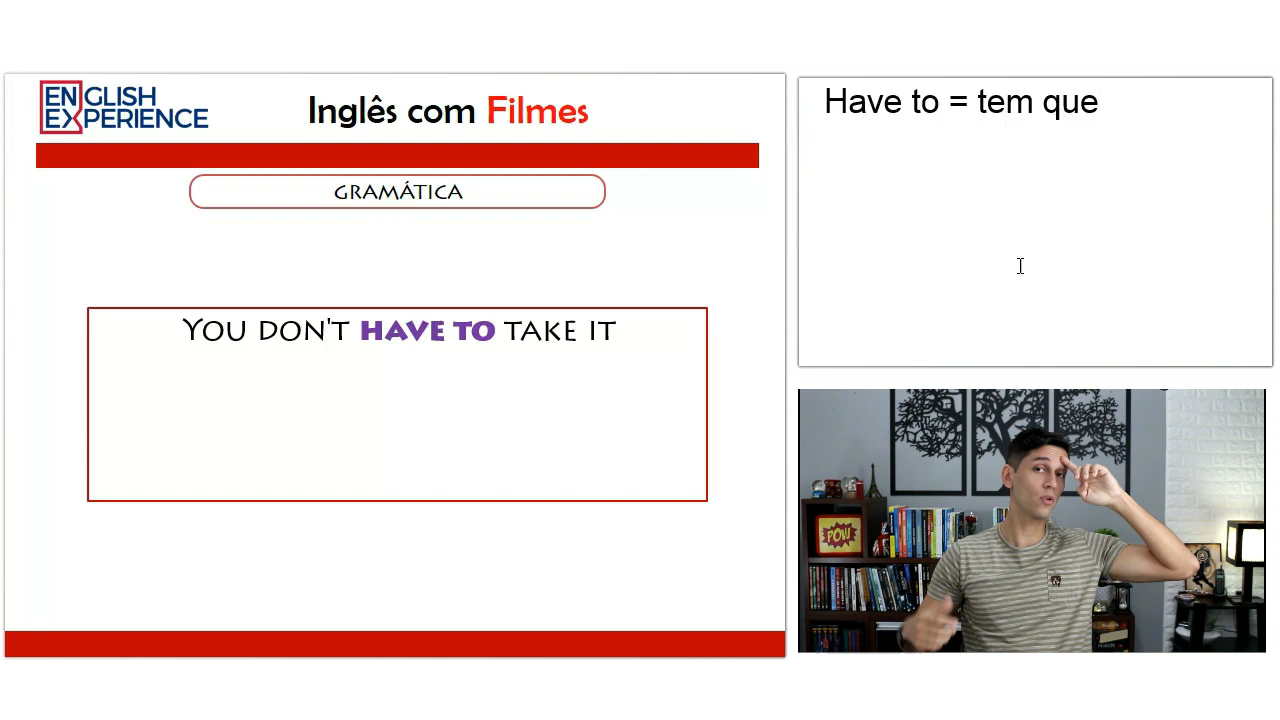 ENGLISH
EXPERIENCE
Inglês com Filmes
GRAMÁTICA
YOU DON'T HAVE TO TAKE IT
Have to = tem que
POW